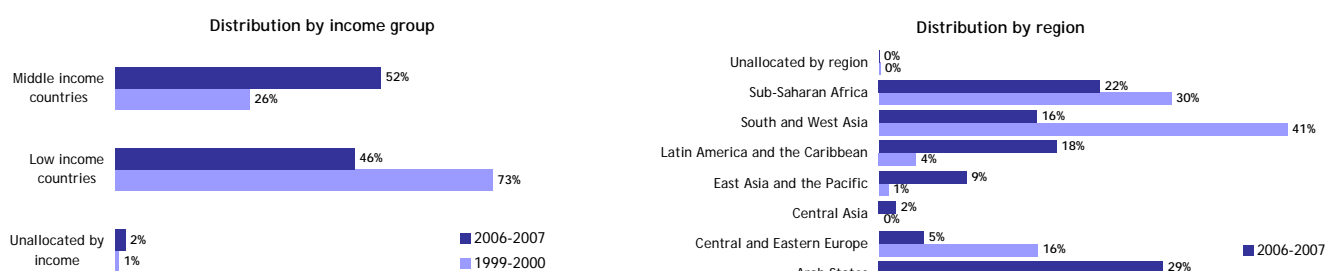 Distribution by income group
Middle income
countries
52%
26%
Low income
countries
46%
73%
Unallocated by
income
2%
1%
2006-2007
1999-2000
Distribution by region
Unallocated by region
0%
0%
Sub-Saharan Africa
22%
30%
South and West Asia
16%
41%
Latin America and the Caribbean
18%
4%
East Asia and the Pacific
9%
1%
Central Asia
2%
0%
Central and Eastern Europe
5%
16%
Arab States
29%
2006-2007